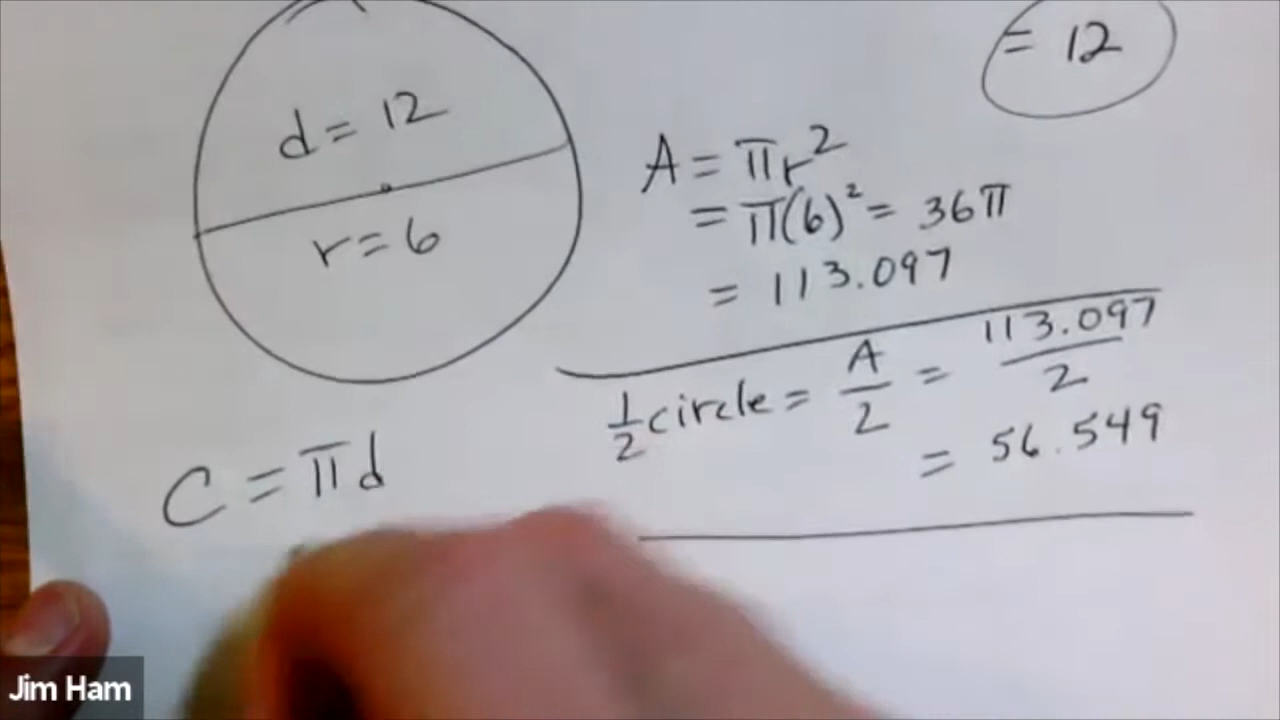 = 12
d = 12
r = 6
A = πr²
= π(6)² = 36π
= 113.097
½ circle = A/2 = 113.097/2
= 56.549
C = πd
Jim Ham